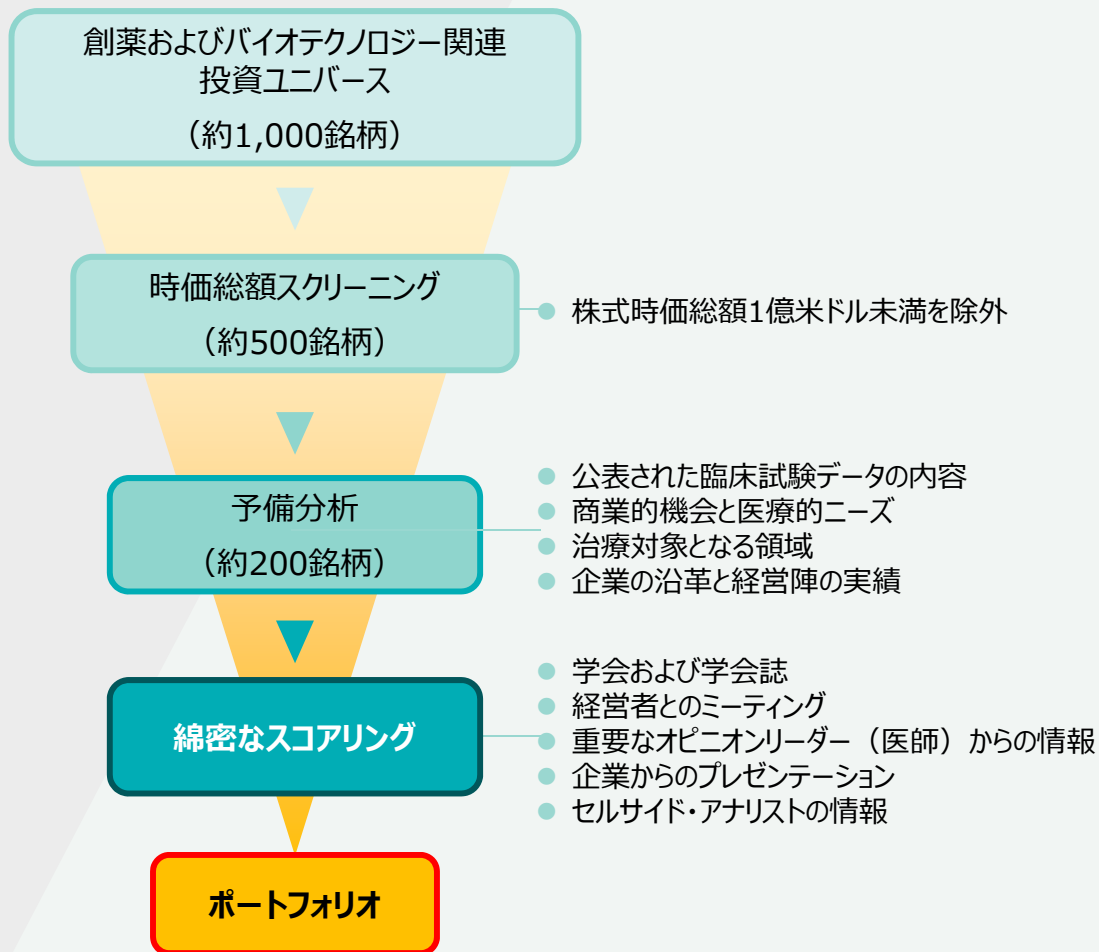 創薬およびバイオテクノロジー関連
投資ユニバース
（約1,000銘柄）
時価総額スクリーニング
（約500銘柄）
株式時価総額1億米ドル未満を除外
予備分析
（約200銘柄）
公表された臨床試験データの内容
商業的機会と医療的ニーズ
治療対象となる領域
企業の沿革と経営陣の実績
綿密なスコアリング
学会および学会誌
経営者とのミーティング
重要なオピニオンリーダー（医師）からの情報
企業からのプレゼンテーション
セルサイド・アナリストの情報
ポートフォリオ